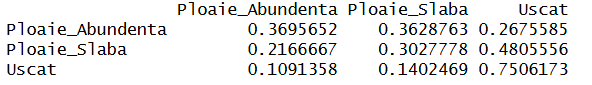 Ploaie_Abundenta Ploaie_Slaba Uscat
Ploaie_Abundenta 0.3695652 0.3628763 0.2675585
Ploaie_Slaba 0.2166667 0.3027778 0.4805556
Uscat 0.1091358 0.1402469 0.7506173